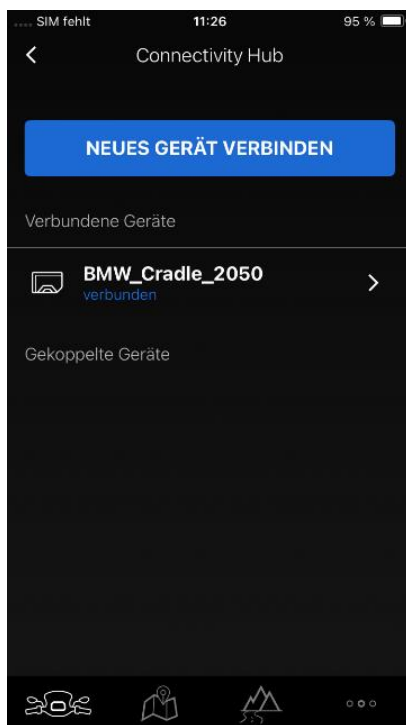 .... SIM fehlt 11:26 95 %
Connectivity Hub
NEUES GERÄT VERBINDEN
Verbundene Geräte
BMW_Cradle_2050
verbunden
Gekoppelte Geräte